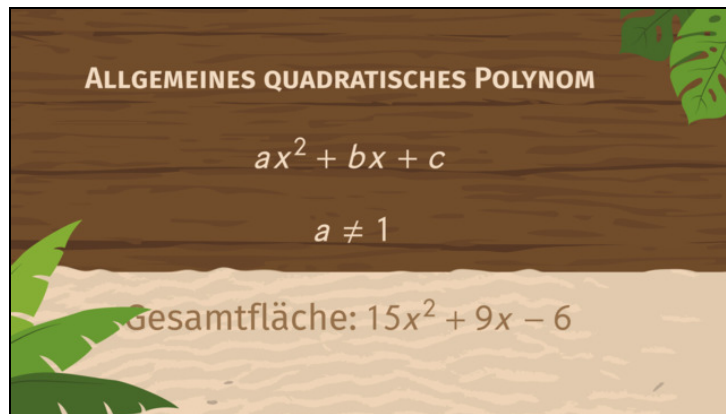 ALLGEMEINES QUADRATISCHES POLYNOM
ax² + bx + c
a ≠ 1
Gesamtfläche: 15x² + 9x − 6